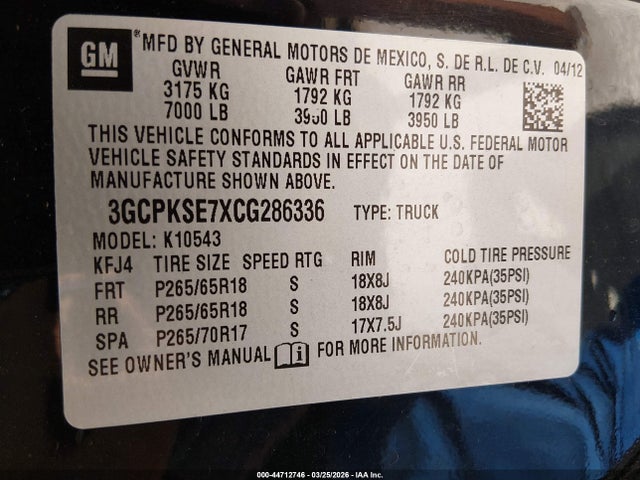 GM
MFD BY GENERAL MOTORS DE MEXICO, S. DE R.L. DE C.V. 04/12
GVWR GAWR FRT GAWR RR
3175 KG 1792 KG 1792 KG
7000 LB 3950 LB 3950 LB
THIS VEHICLE CONFORMS TO ALL APPLICABLE U.S. FEDERAL MOTOR
VEHICLE SAFETY STANDARDS IN EFFECT ON THE DATE OF
MANUFACTURE SHOWN ABOVE.
3GCPKSE7XCG286336 TYPE: TRUCK
MODEL: K10543
KFJ4 TIRE SIZE SPEED RTG RIM COLD TIRE PRESSURE
FRT P265/65R18 S 18X8J 240KPA(35PSI)
RR P265/65R18 S 18X8J 240KPA(35PSI)
SPA P265/70R17 S 17X7.5J 240KPA(35PSI)
SEE OWNER'S MANUAL FOR MORE INFORMATION.
000-44712746 - 03/25/2026 - IAA Inc.